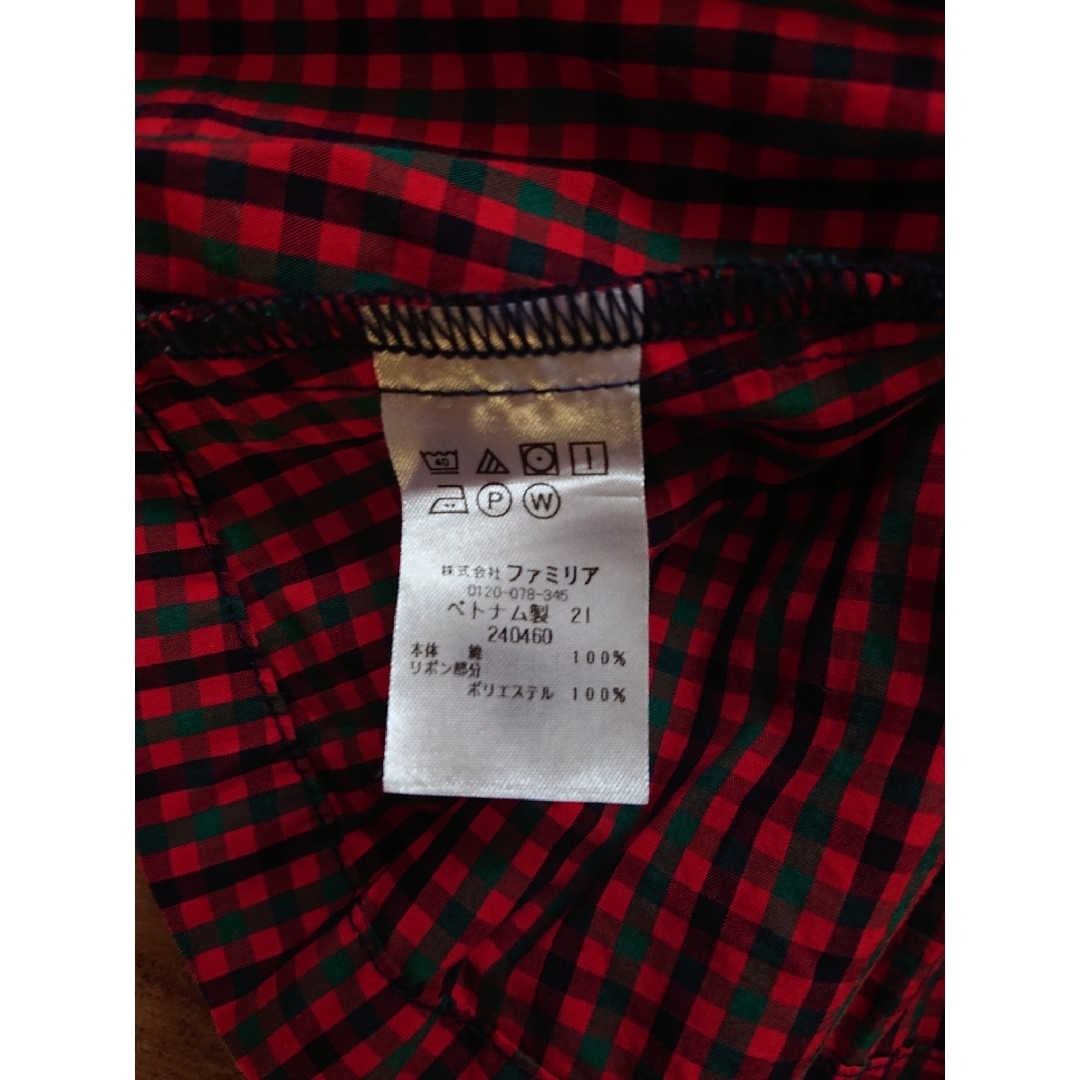 40
P W
株式会社 ファミリア
0120-078-345
ベトナム製 21
240460
本体 綿 100%
リボン部分
ポリエステル 100%